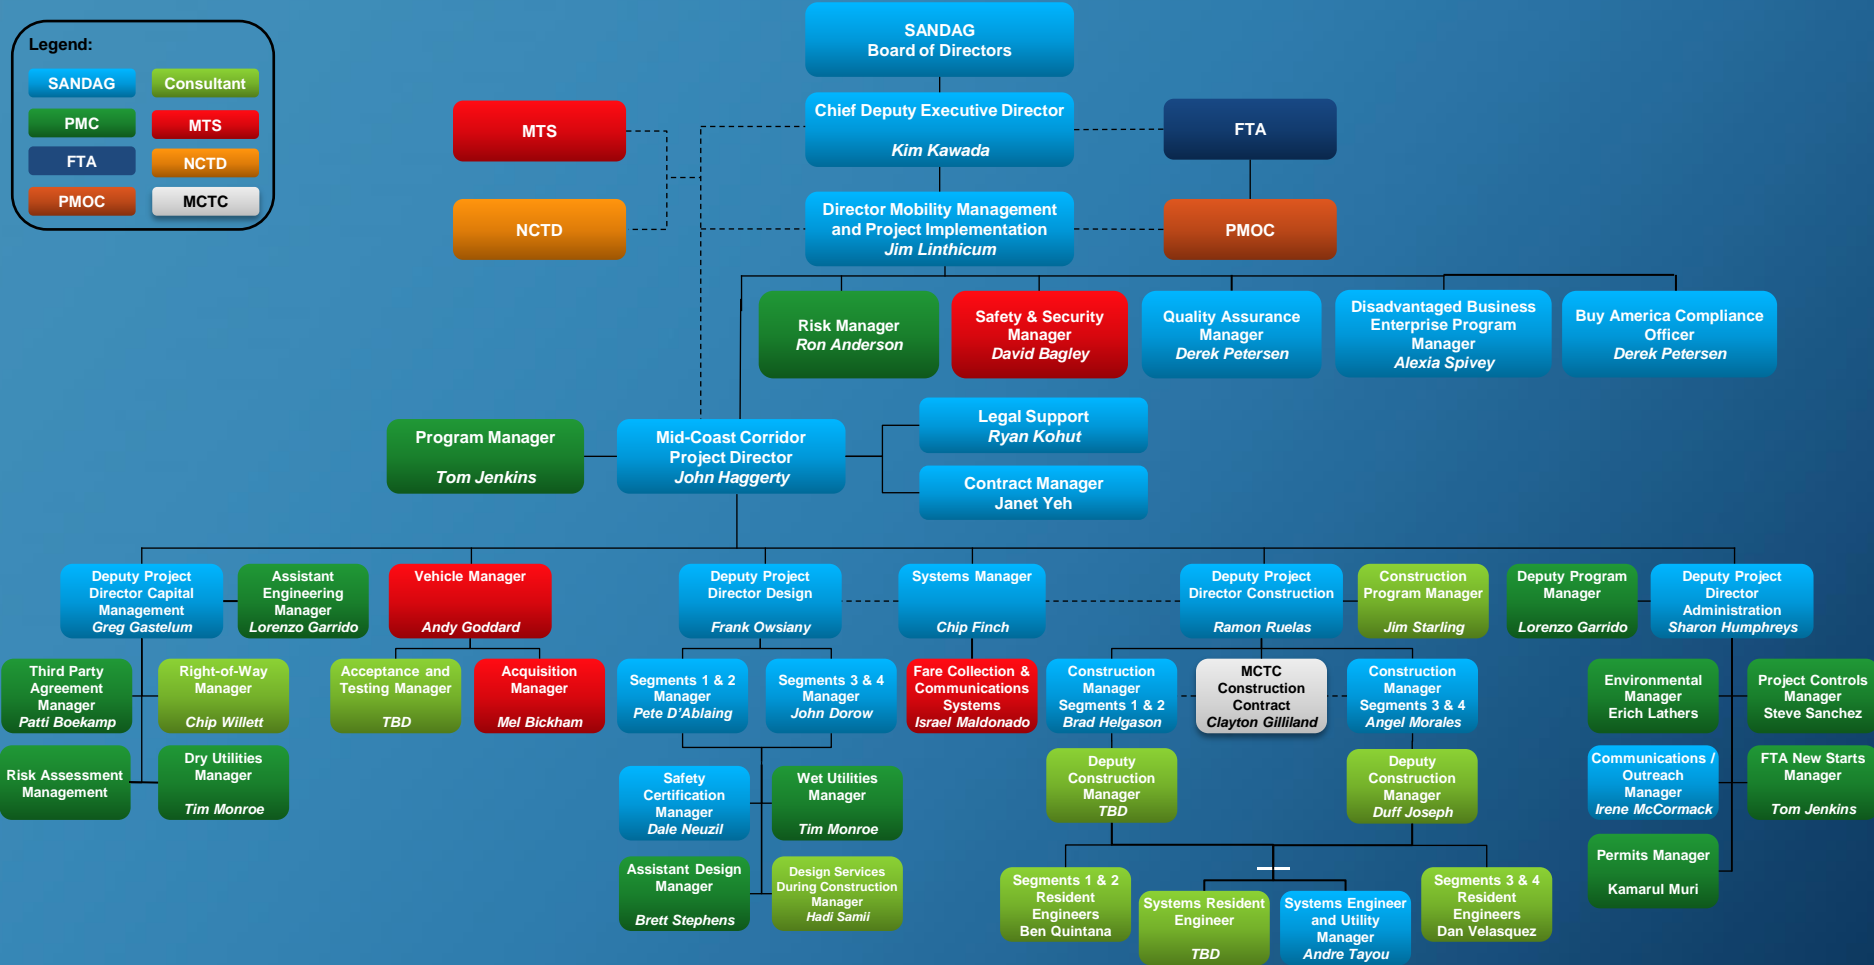 Legend:
SANDAG
Consultant
PMC
MTS
FTA
NCTD
PMOC
MCTC
SANDAG
Board of Directors
Chief Deputy Executive Director
Kim Kawada
MTS
FTA
NCTD
Director Mobility Management
and Project Implementation
Jim Linthicum
PMOC
Risk Manager
Ron Anderson
Safety & Security
Manager
David Bagley
Quality Assurance
Manager
Derek Petersen
Disadvantaged Business
Enterprise Program
Manager
Alexia Spivey
Buy America Compliance
Officer
Derek Petersen
Program Manager
Tom Jenkins
Mid-Coast Corridor
Project Director
John Haggerty
Legal Support
Ryan Kohut
Contract Manager
Janet Yeh
Deputy Project
Director Capital
Management
Greg Gastelum
Assistant
Engineering
Manager
Lorenzo Garrido
Vehicle Manager
Andy Goddard
Deputy Project
Director Design
Frank Owsiany
Systems Manager
Chip Finch
Deputy Project
Director Construction
Ramon Ruelas
Construction
Program Manager
Jim Starling
Deputy Program
Manager
Lorenzo Garrido
Deputy Project
Director
Administration
Sharon Humphreys
Third Party
Agreement
Manager
Patti Boekamp
Right-of-Way
Manager
Chip Willett
Acceptance and
Testing Manager
TBD
Acquisition
Manager
Mel Bickham
Segments 1 & 2
Manager
Pete D'Ablaing
Segments 3 & 4
Manager
John Dorow
Fare Collection &
Communications
Systems
Israel Maldonado
Construction
Manager
Segments 1 & 2
Brad Helgason
MCTC
Construction
Contract
Clayton Gilliland
Construction
Manager
Segments 3 & 4
Angel Morales
Environmental
Manager
Erich Lathers
Project Controls
Manager
Steve Sanchez
Risk Assessment
Management
Dry Utilities
Manager
Tim Monroe
Safety
Certification
Manager
Dale Neuzil
Wet Utilities
Manager
Tim Monroe
Deputy
Construction
Manager
TBD
Deputy
Construction
Manager
Duff Joseph
Communications /
Outreach
Manager
Irene McCormack
FTA New Starts
Manager
Tom Jenkins
Assistant Design
Manager
Brett Stephens
Design Services
During Construction
Manager
Hadi Samii
Segments 1 & 2
Resident
Engineers
Ben Quintana
Systems Resident
Engineer
TBD
Systems Engineer
and Utility
Manager
Andre Tayou
Segments 3 & 4
Resident
Engineers
Dan Velasquez
Permits Manager
Kamarul Muri